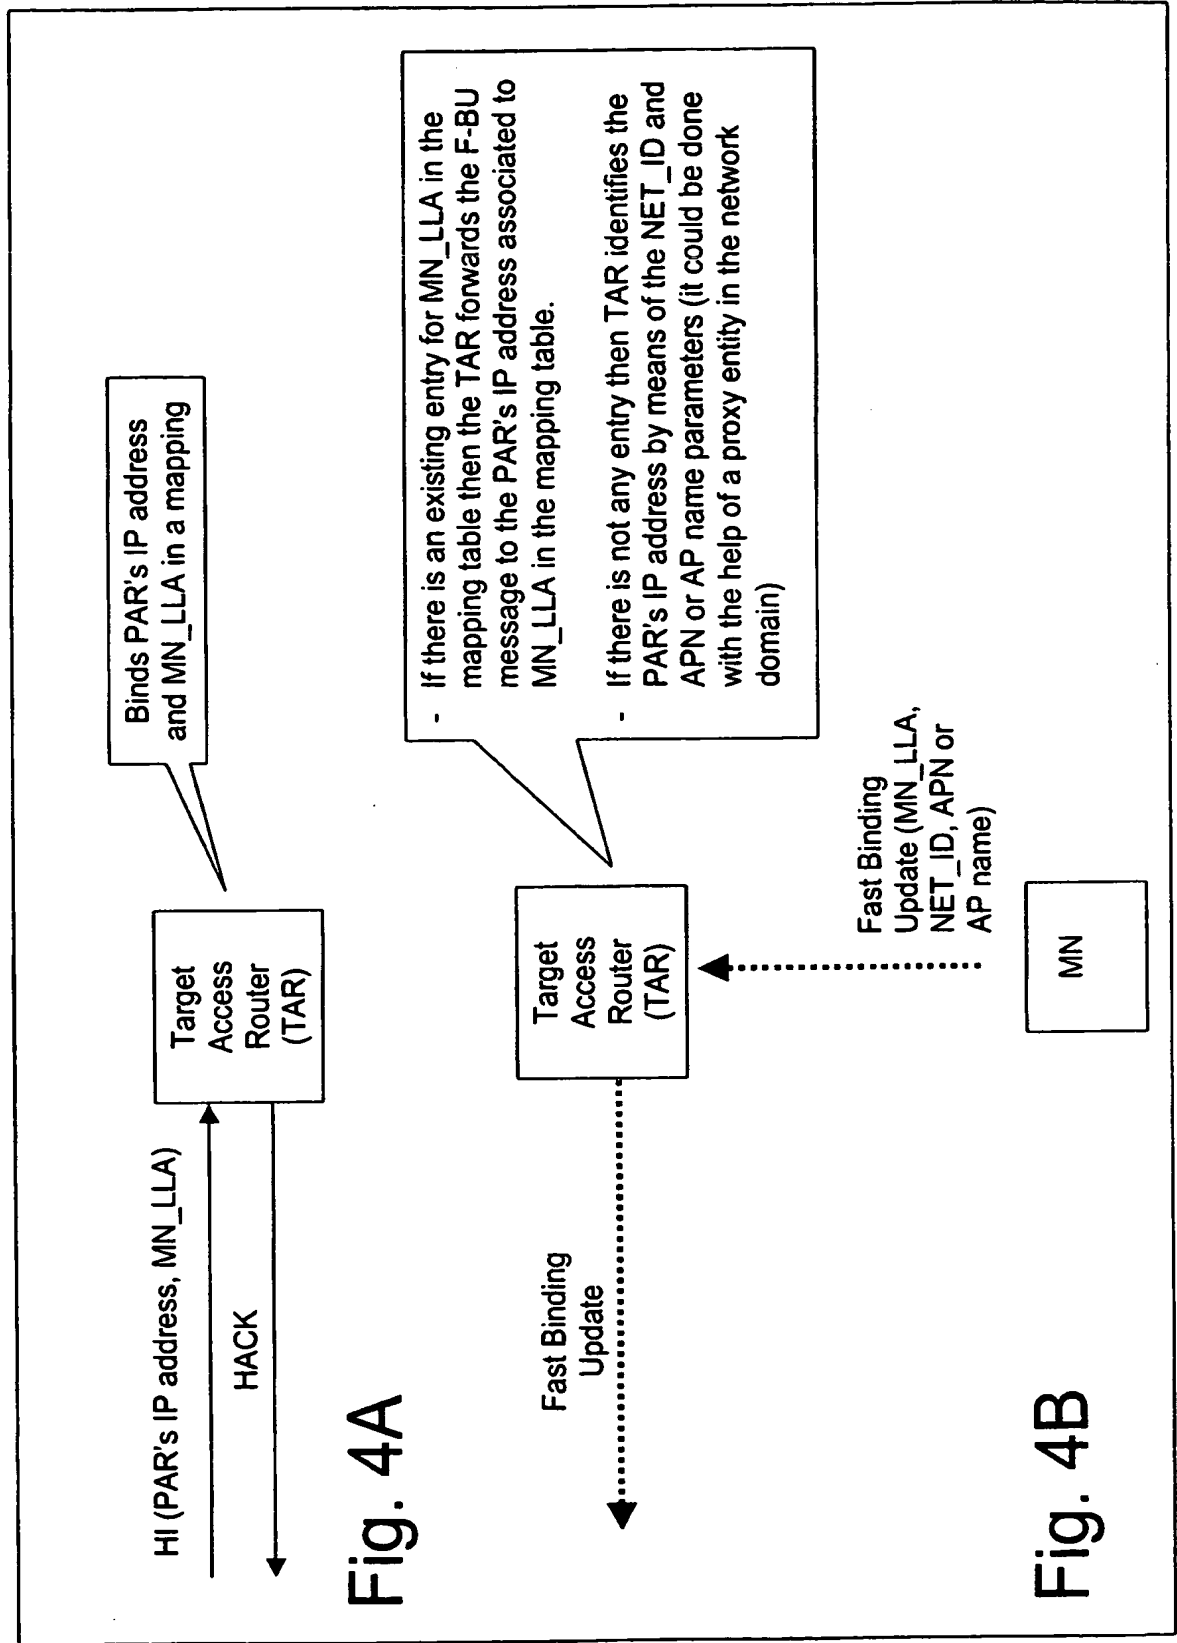 HI (PAR's IP address, MN_LLA)
HACK
Target
Access
Router
(TAR)
Binds PAR's IP address
and MN_LLA in a mapping
Fig. 4A
Fast Binding
Update
Target
Access
Router
(TAR)
- If there is an existing entry for MN_LLA in the
mapping table then the TAR forwards the F-BU
message to the PAR's IP address associated to
MN_LLA in the mapping table.
- If there is not any entry then TAR identifies the
PAR's IP address by means of the NET_ID and
APN or AP name parameters (it could be done
with the help of a proxy entity in the network
domain)
Fast Binding
Update (MN_LLA,
NET_ID, APN or
AP name)
MN
Fig. 4B